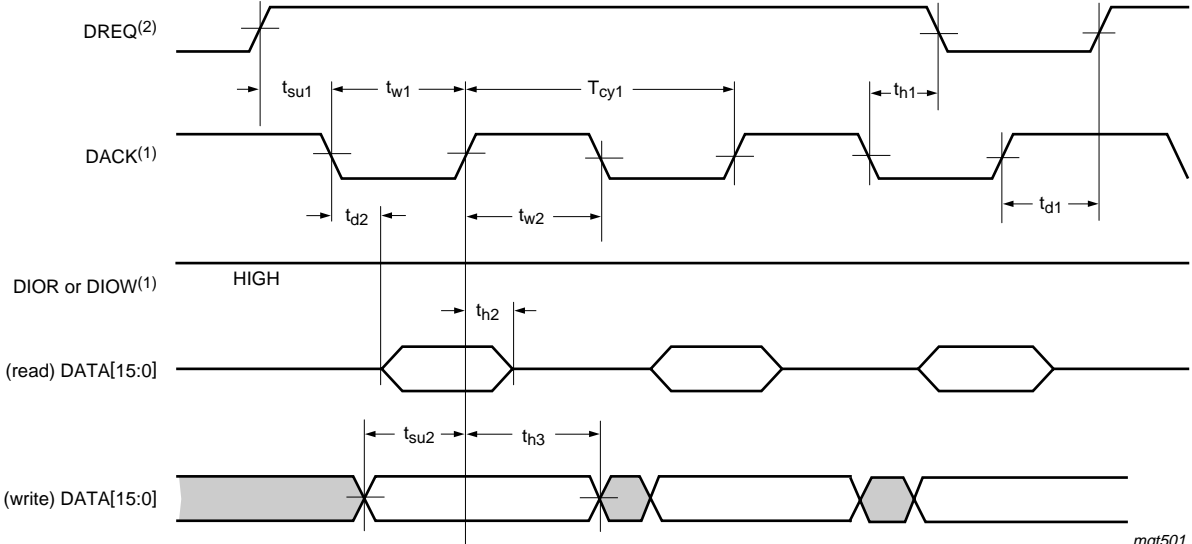 DREQ(2)
tsu1
tw1
Tcy1
th1
DACK(1)
td2
tw2
td1
DIOR or DIOW(1)
HIGH
th2
(read) DATA[15:0]
tsu2
th3
(write) DATA[15:0]
mgt501